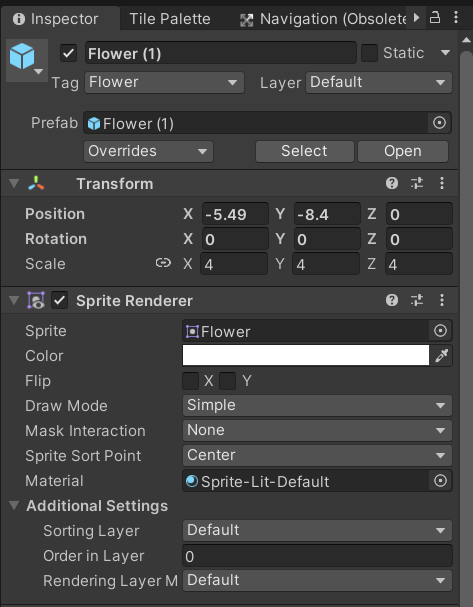 Inspector Tile Palette Navigation (Obsolete
Flower (1) Static
Tag Flower Layer Default
Prefab Flower (1)
Overrides Select Open
Transform
Position X -5.49 Y -8.4 Z 0
Rotation X 0 Y 0 Z 0
Scale X 4 Y 4 Z 4
Sprite Renderer
Sprite Flower
Color
Flip X Y
Draw Mode Simple
Mask Interaction None
Sprite Sort Point Center
Material Sprite-Lit-Default
Additional Settings
Sorting Layer Default
Order in Layer 0
Rendering Layer M Default